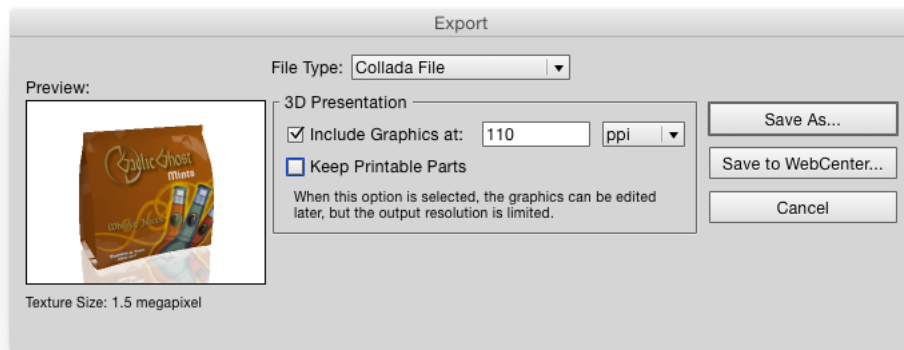 Export
File Type: Collada File
Preview:
3D Presentation
Include Graphics at: 110 ppi
Keep Printable Parts
When this option is selected, the graphics can be edited
later, but the output resolution is limited.
Save As...
Save to WebCenter...
Cancel
Gaelic Ghost
Mints
Texture Size: 1.5 megapixel